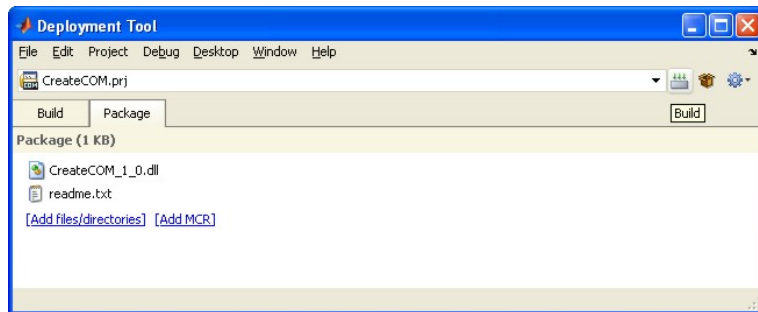 Deployment Tool
File Edit Project Debug Desktop Window Help
CreateCOM.prj
Build Package
Build
Package (1 KB)
CreateCOM_1_0.dll
readme.txt
[Add files/directories] [Add MCR]